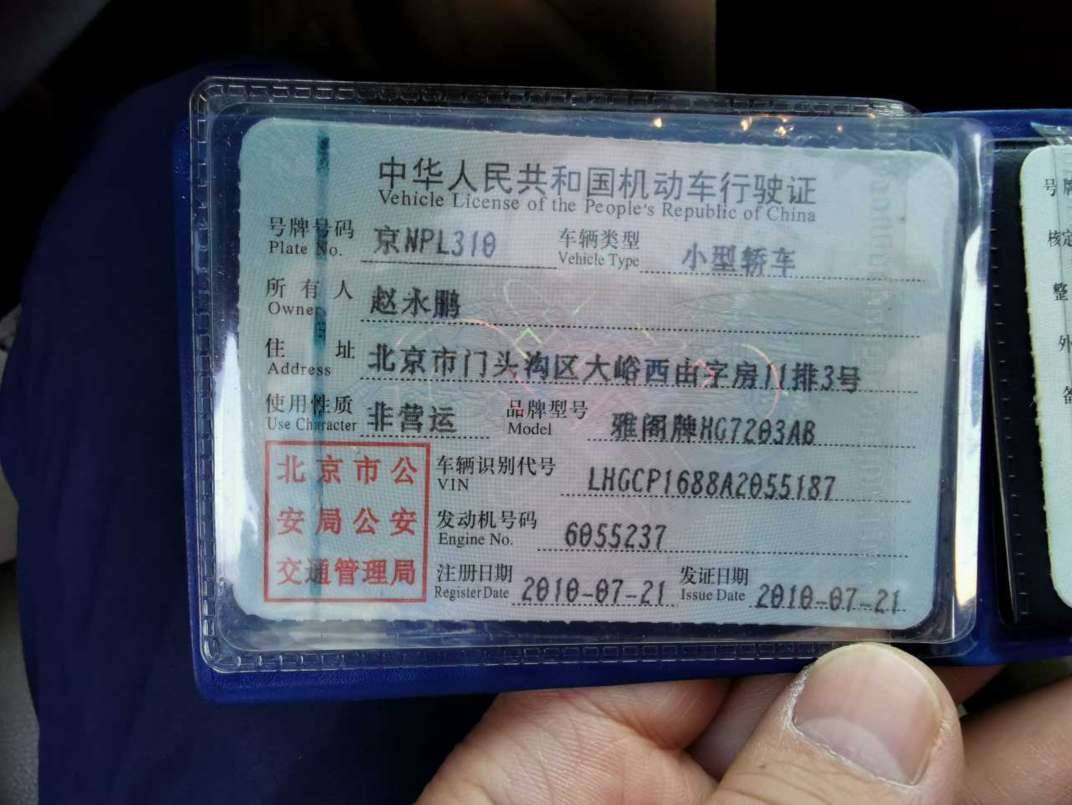 中华人民共和国机动车行驶证
Vehicle License of the People's Republic of China
号牌号码 京NPL310 车辆类型 小型轿车
Plate No. Vehicle Type
所有人 赵永鹏
Owner
住址 北京市门头沟区大峪西由字房11排3号
Address
使用性质 非营运 品牌型号 雅阁牌HG7203AB
Use Character Model
北京市公
安局公安
交通管理局
车辆识别代号 LHGCP1688A2055187
VIN
发动机号码 6055237
Engine No.
注册日期 2010-07-21 发证日期 2010-07-21
Register Date Issue Date
号牌
核定
整
外